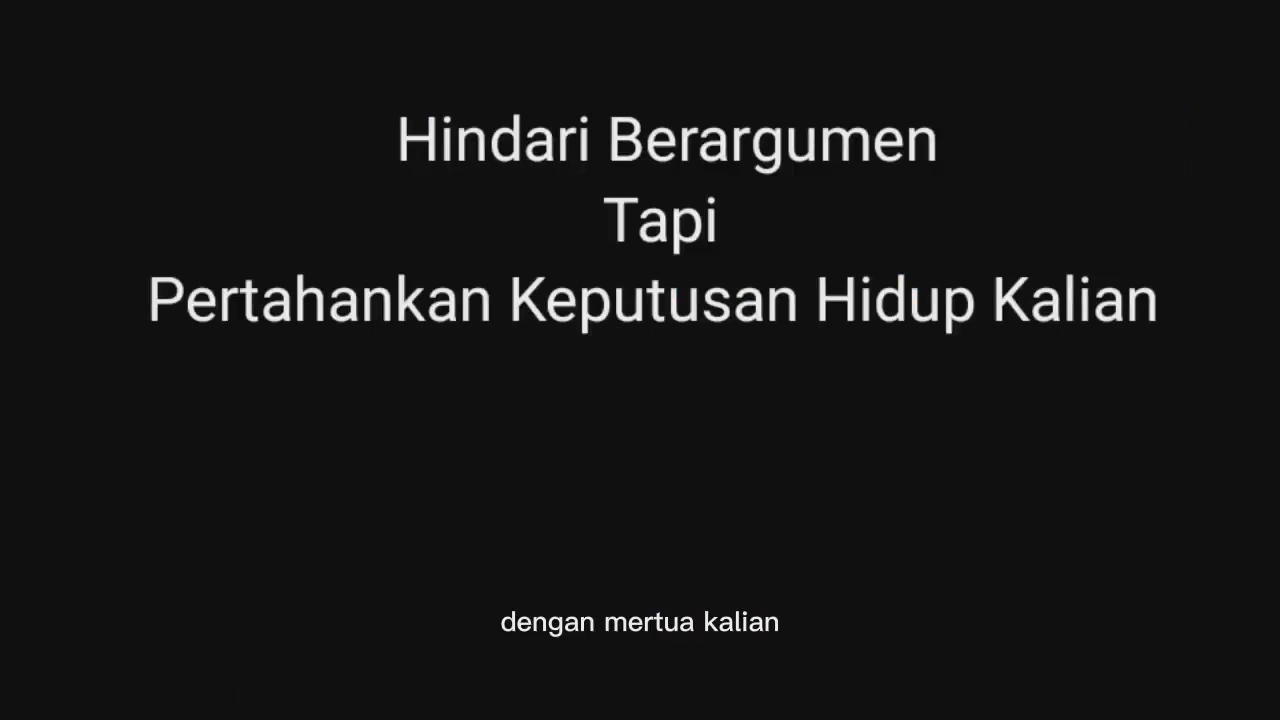 Hindari Berargumen
Tapi
Pertahankan Keputusan Hidup Kalian
dengan mertua kalian